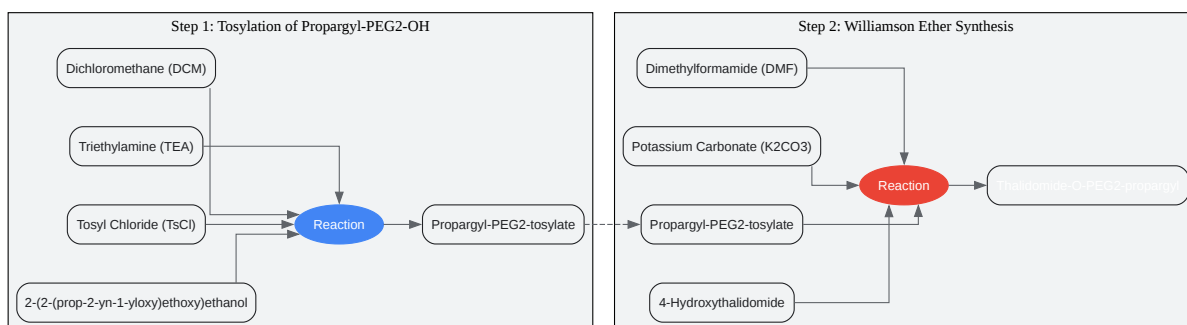 Step 1: Tosylation of Propargyl-PEG2-OH
Dichloromethane (DCM)
Triethylamine (TEA)
Tosyl Chloride (TsCl)
Reaction
Propargyl-PEG2-tosylate
2-(2-(prop-2-yn-1-yloxy)ethoxy)ethanol
Step 2: Williamson Ether Synthesis
Dimethylformamide (DMF)
Potassium Carbonate (K2CO3)
Reaction
Thalidomide-O-PEG2-propargyl
Propargyl-PEG2-tosylate
4-Hydroxythalidomide